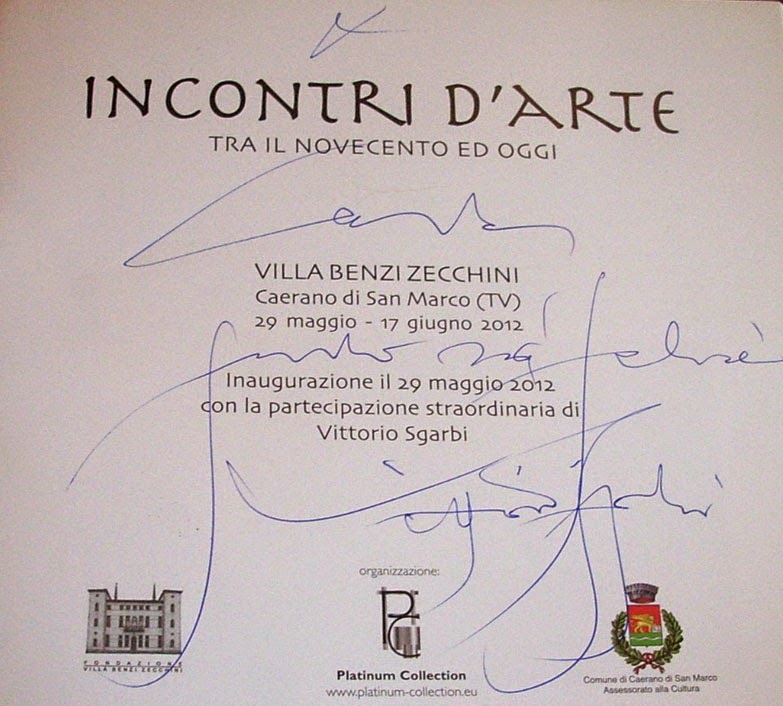 INCONTRI D'ARTE
TRA IL NOVECENTO ED OGGI
VILLA BENZI ZECCHINI
Caerano di San Marco (TV)
29 maggio - 17 giugno 2012
Inaugurazione il 29 maggio 2012
con la partecipazione straordinaria di
Vittorio Sgarbi
organizzazione:
FONDAZIONE
VILLA BENZI ZECCHINI
Platinum Collection
www.platinum-collection.eu
Comune di Caerano di San Marco
Assessorato alla Cultura